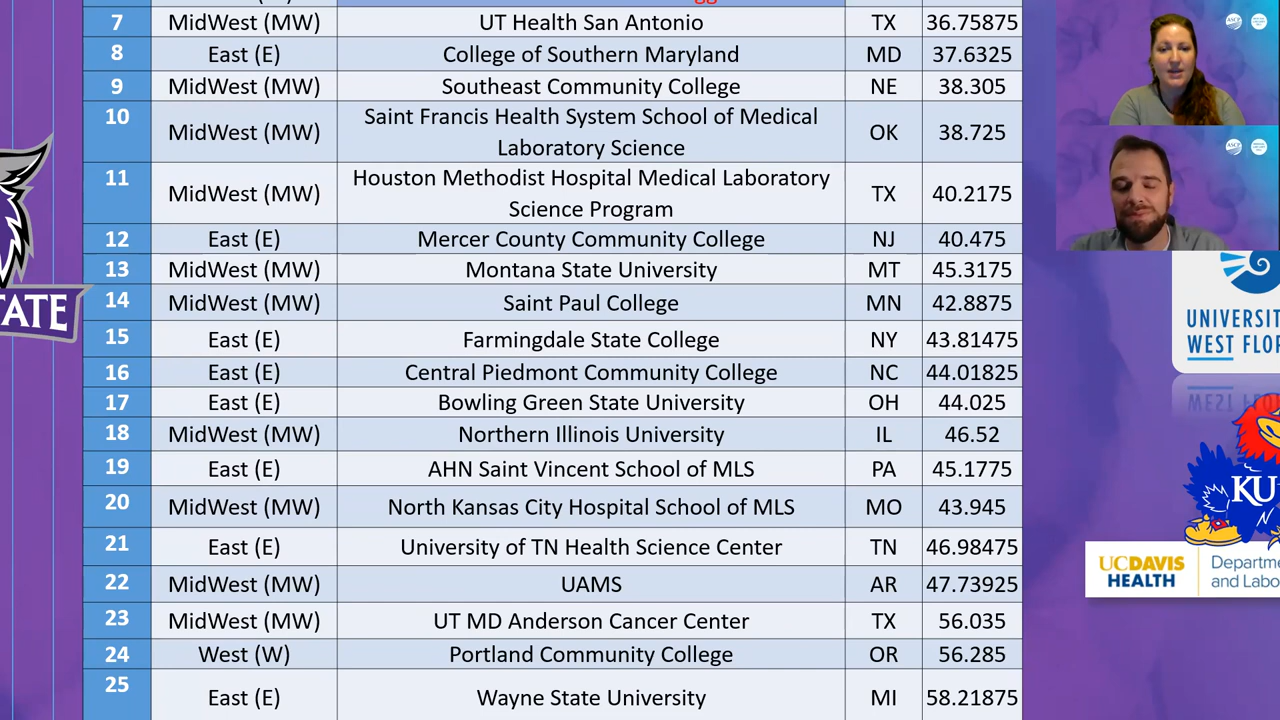 7 MidWest (MW) UT Health San Antonio TX 36.75875
8 East (E) College of Southern Maryland MD 37.6325
9 MidWest (MW) Southeast Community College NE 38.305
10 MidWest (MW) Saint Francis Health System School of Medical
Laboratory Science OK 38.725
11 MidWest (MW) Houston Methodist Hospital Medical Laboratory
Science Program TX 40.2175
12 East (E) Mercer County Community College NJ 40.475
13 MidWest (MW) Montana State University MT 45.3175
14 MidWest (MW) Saint Paul College MN 42.8875
15 East (E) Farmingdale State College NY 43.81475
16 East (E) Central Piedmont Community College NC 44.01825
17 East (E) Bowling Green State University OH 44.025
18 MidWest (MW) Northern Illinois University IL 46.52
19 East (E) AHN Saint Vincent School of MLS PA 45.1775
20 MidWest (MW) North Kansas City Hospital School of MLS MO 43.945
21 East (E) University of TN Health Science Center TN 46.98475
22 MidWest (MW) UAMS AR 47.73925
23 MidWest (MW) UT MD Anderson Cancer Center TX 56.035
24 West (W) Portland Community College OR 56.285
25 East (E) Wayne State University MI 58.21875
TATE
UNIVERSIT
WEST FLOR
KU
UCDAVIS
HEALTH
Departme
and Labo